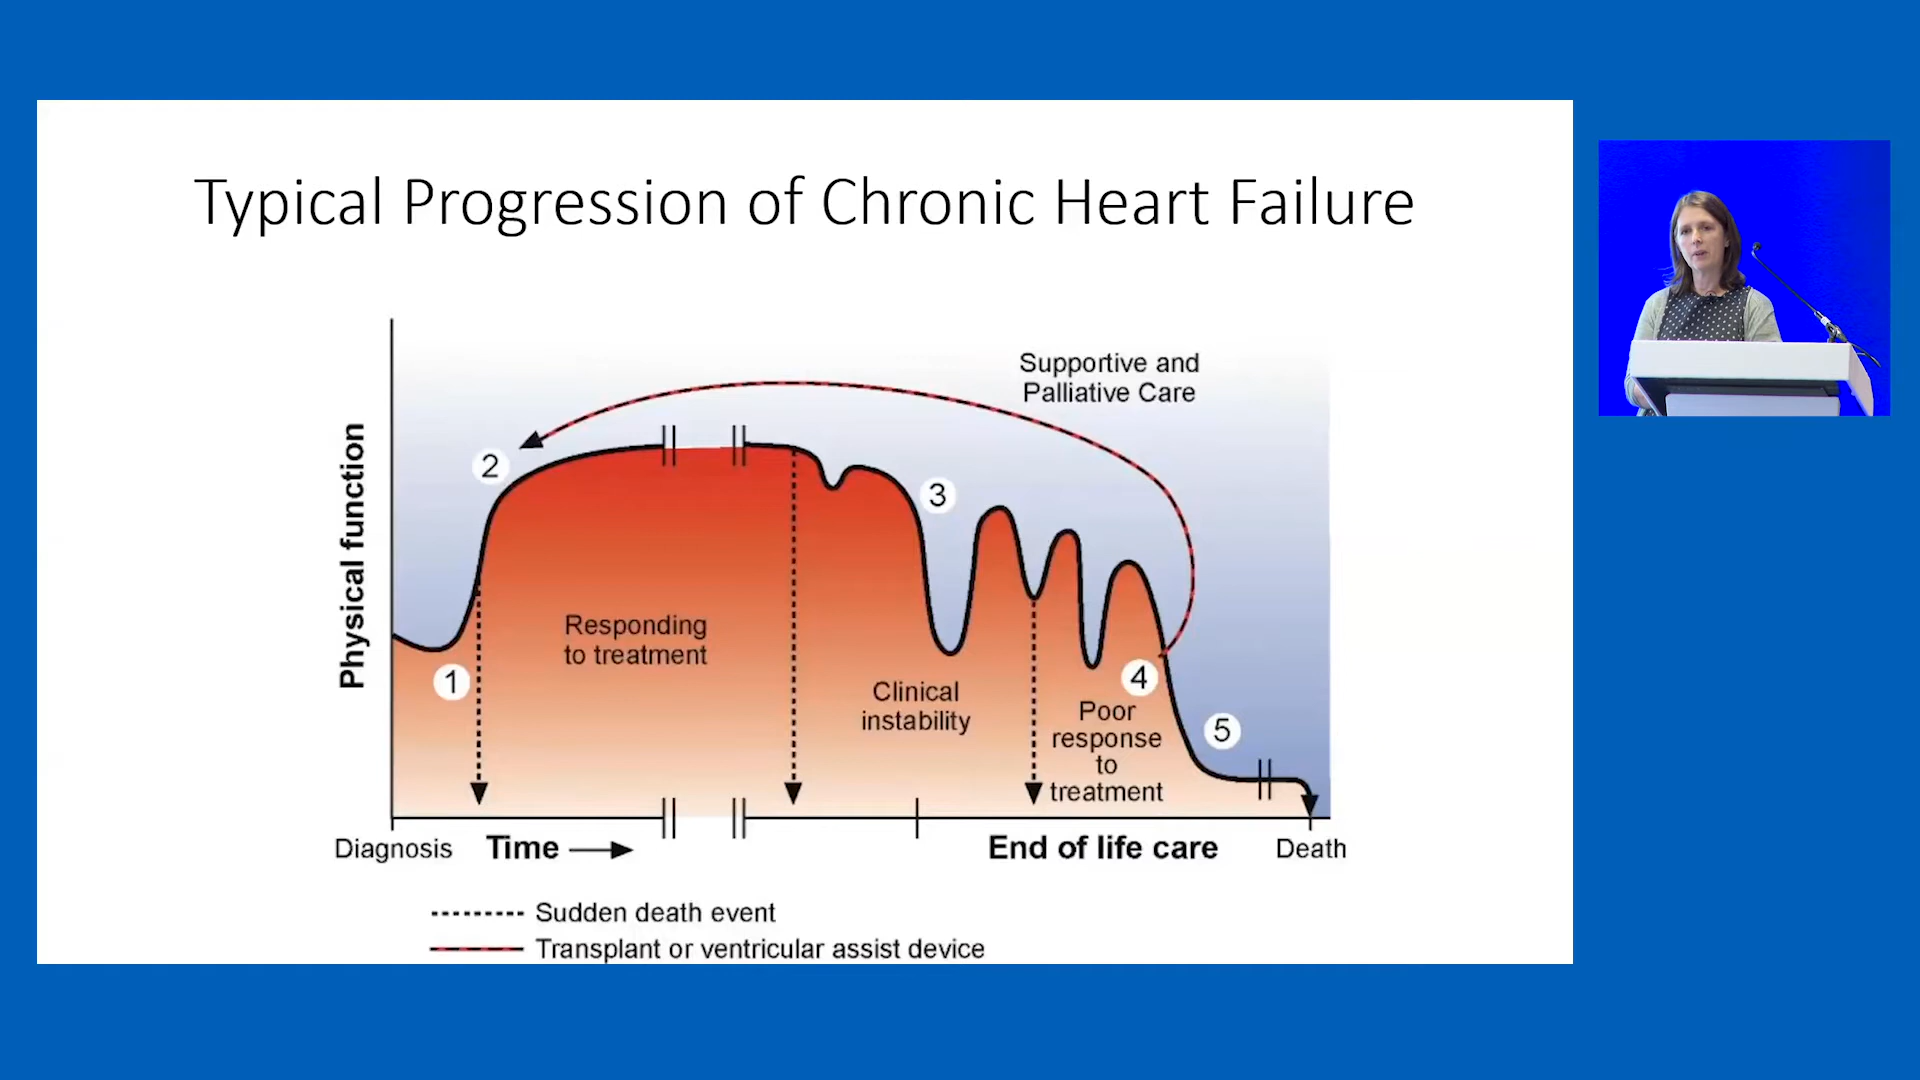 Typical Progression of Chronic Heart Failure
Supportive and
Palliative Care
Physical function
2
3
Responding
to treatment
1
Clinical
instability
4
Poor
response
to
treatment
5
Diagnosis
Time
End of life care
Death
Sudden death event
Transplant or ventricular assist device